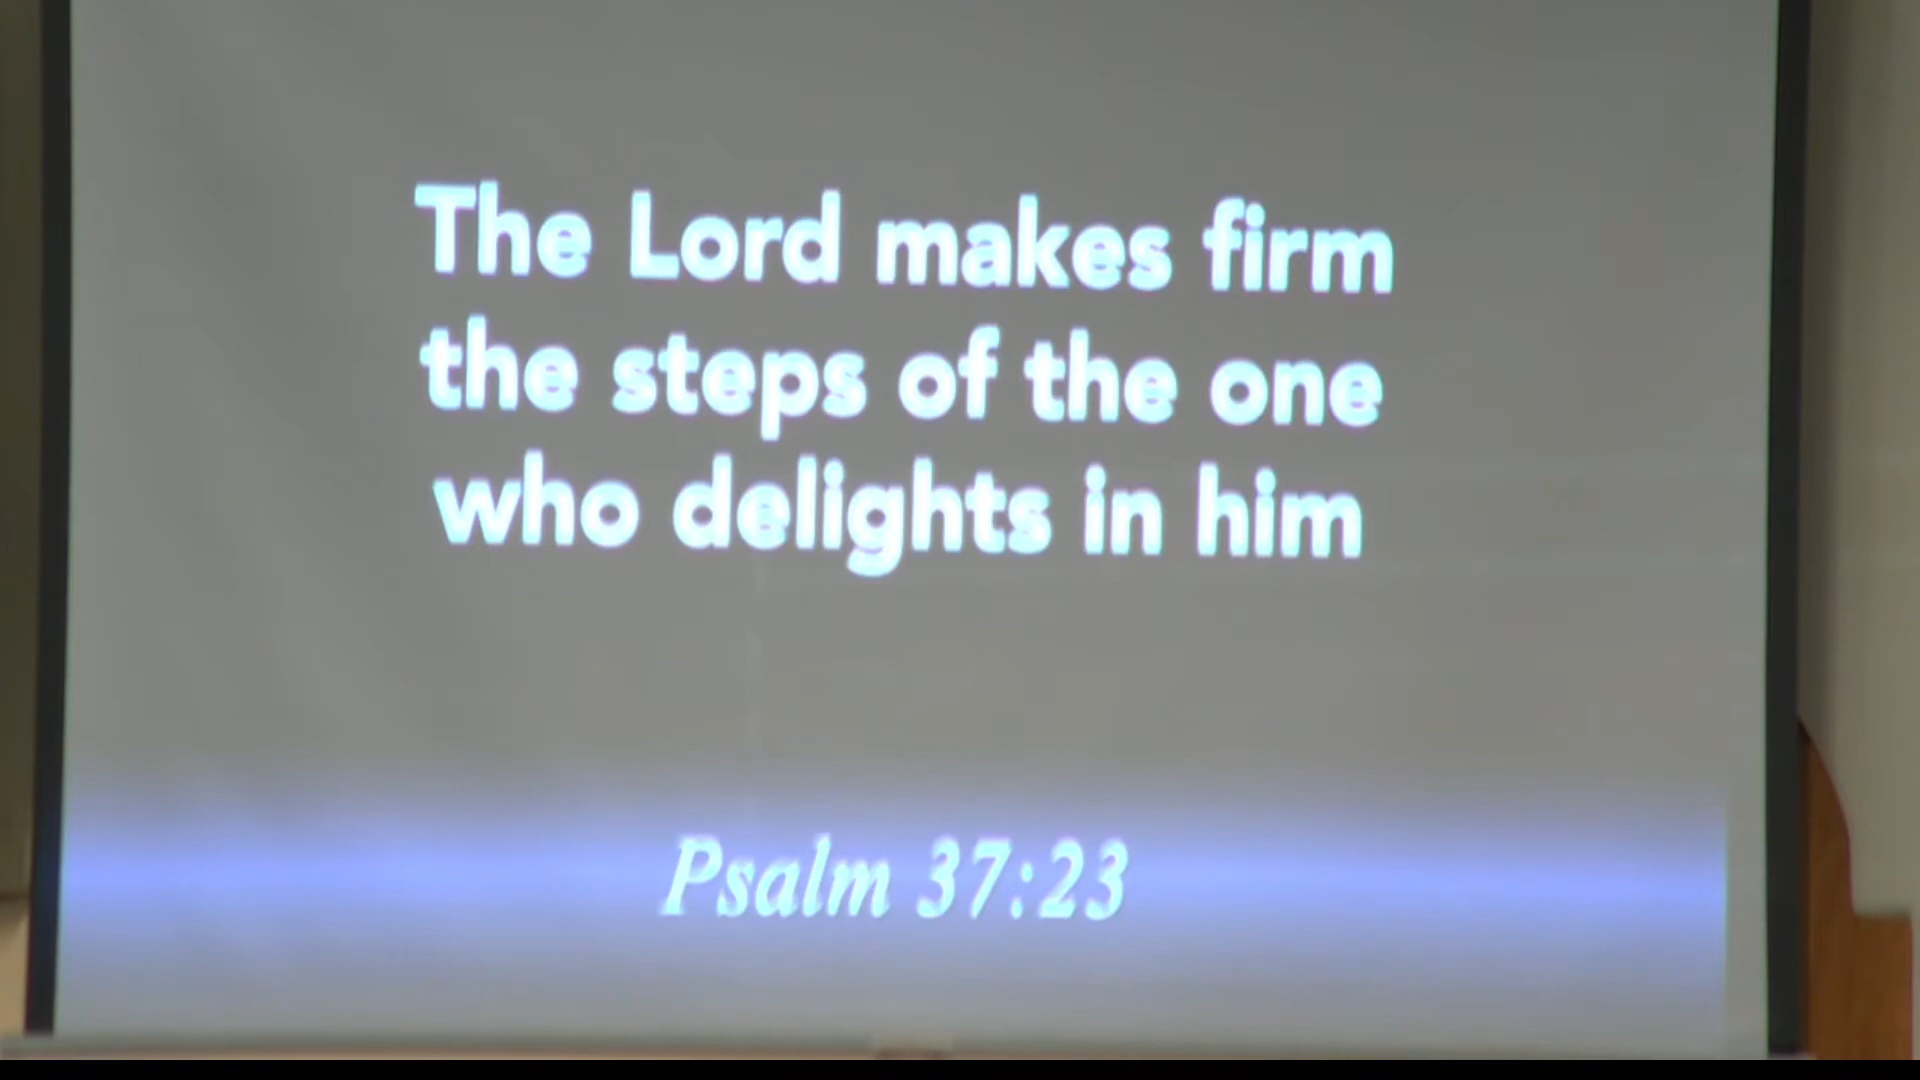 The Lord makes firm
the steps of the one
who delights in him
Psalm 37:23